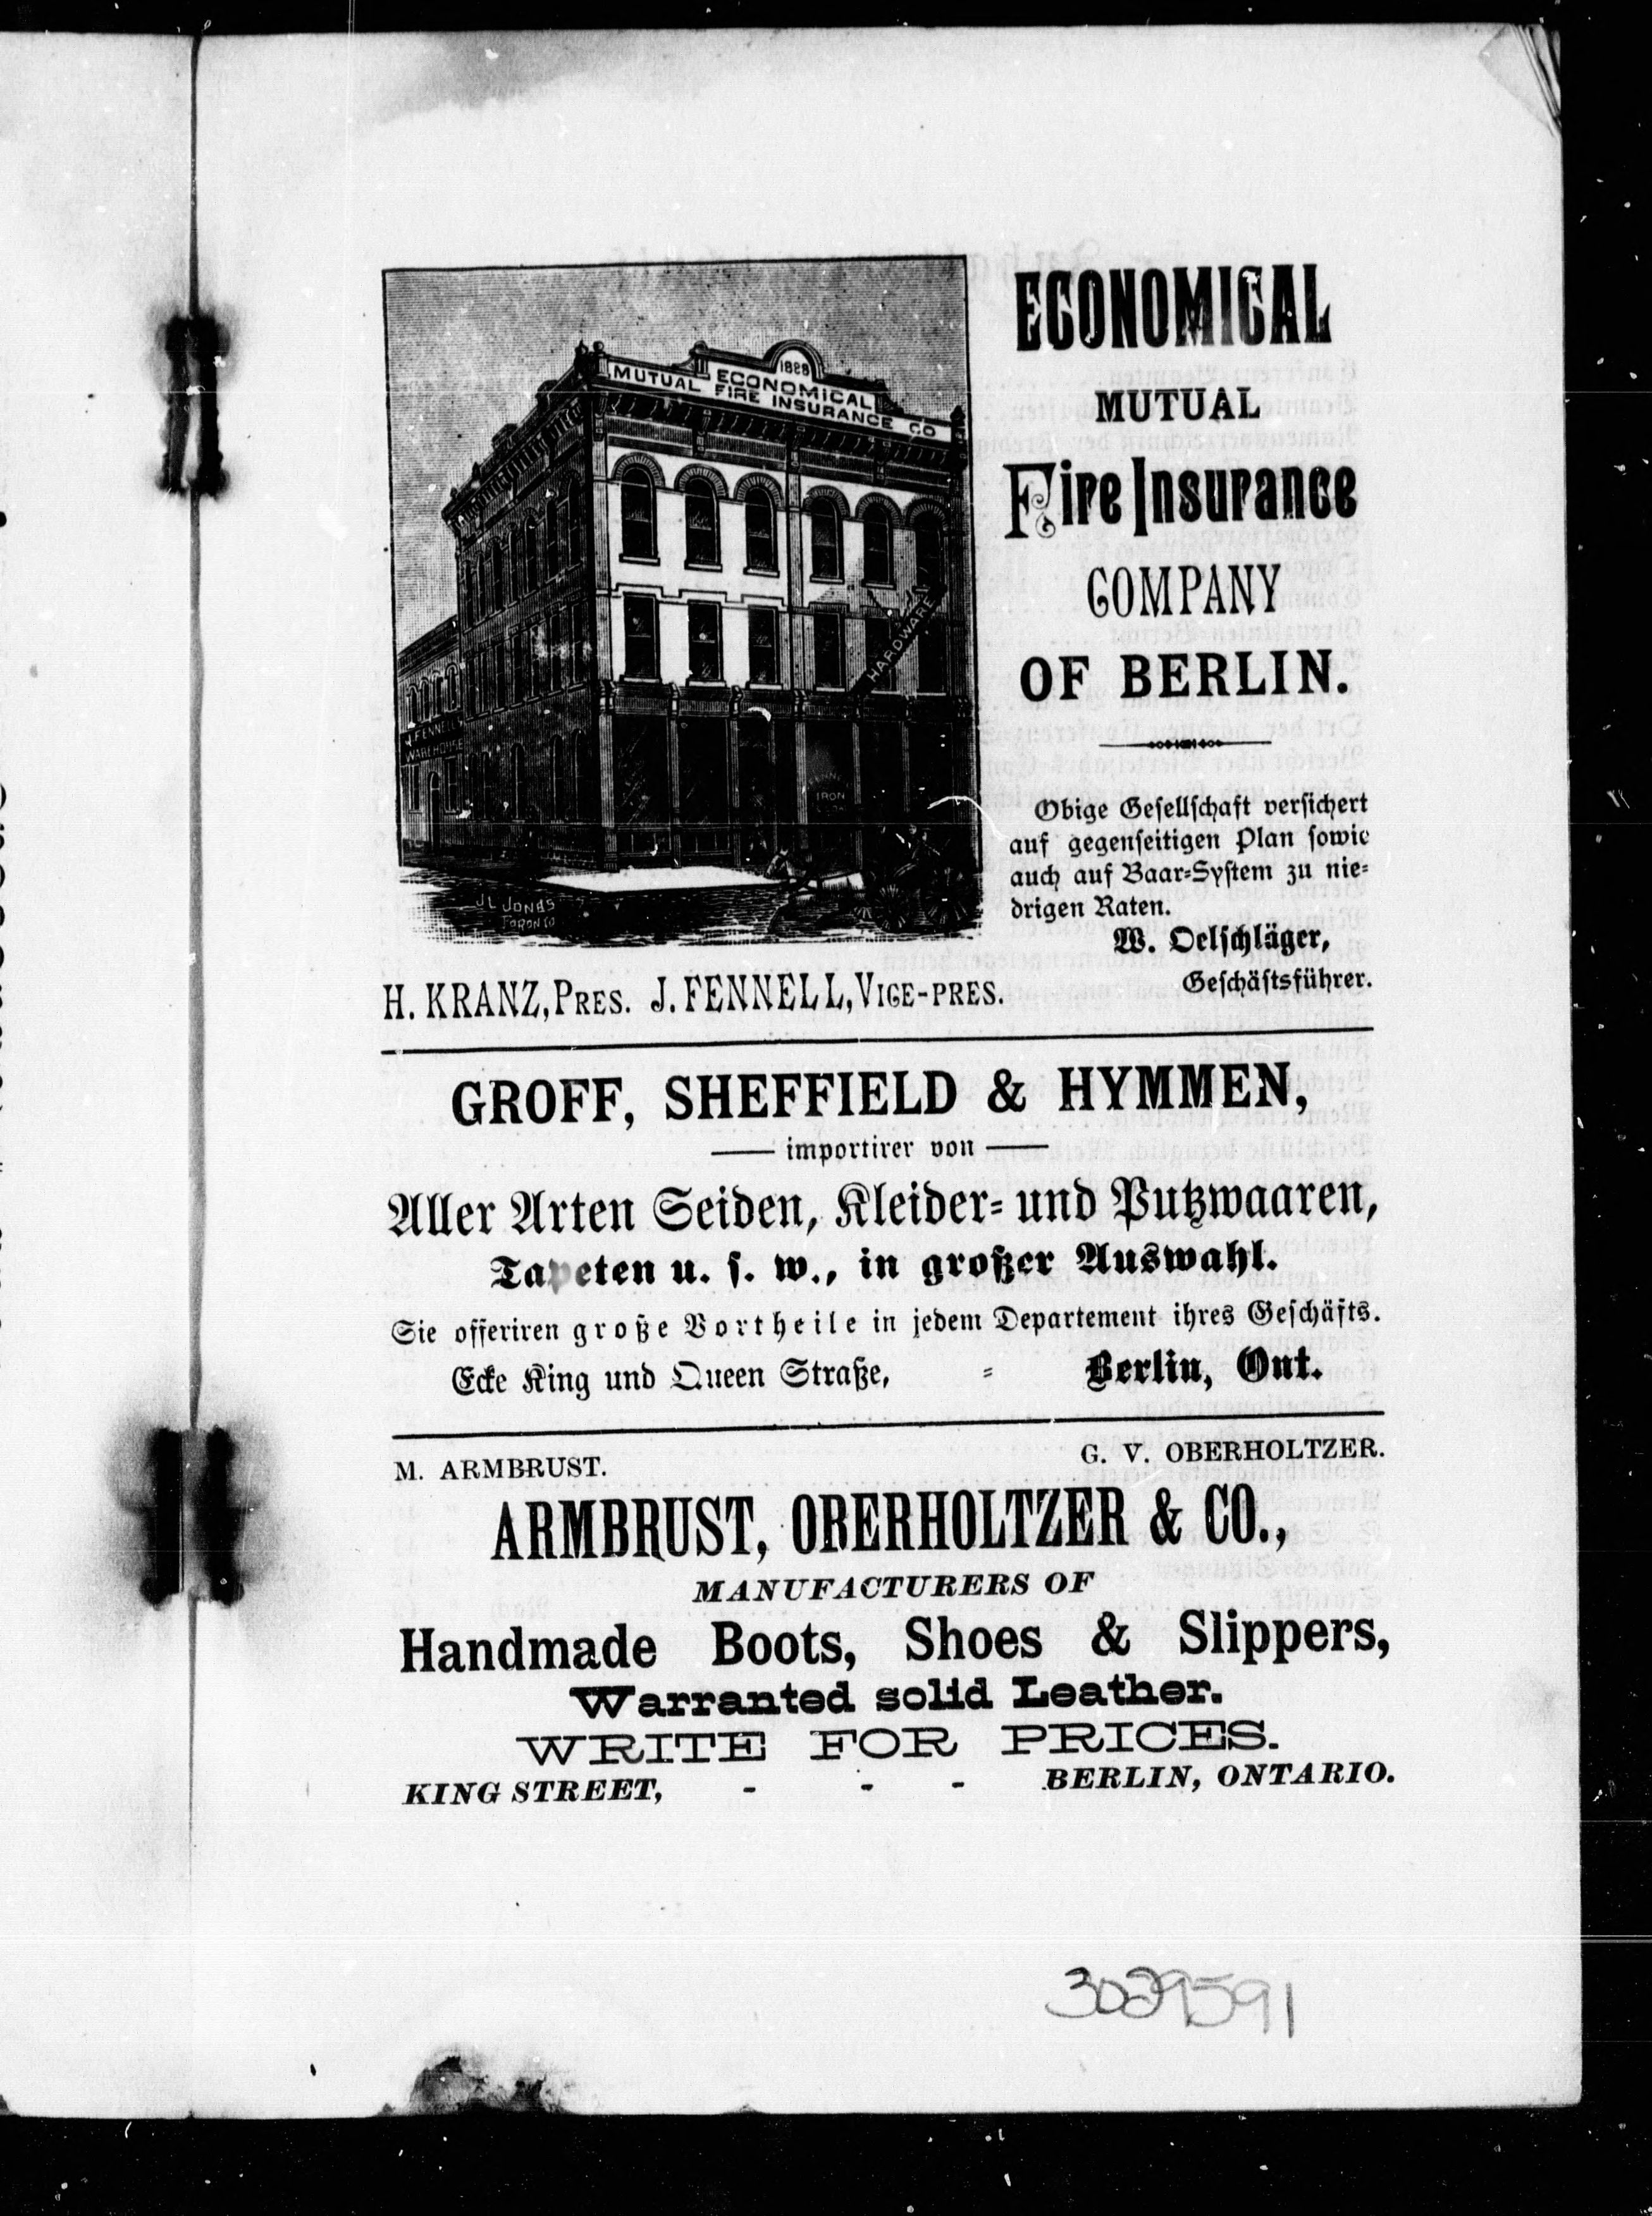 1888
ECONOMICAL
MUTUAL FIRE INSURANCE CO
HARDWARE
J. FENNELL
WAREHOUSE
IRON
J L JONES
TORONTO
ECONOMICAL
MUTUAL
Fire Insurance
COMPANY
OF BERLIN.
Obige Geſellſchaft verſichert
auf gegenſeitigen Plan ſowie
auch auf Baar=Syſtem zu nie=
drigen Raten.
W. Oelſchläger,
Geſchäftsführer.
H. KRANZ, PRES. J. FENNELL, VICE-PRES.
GROFF, SHEFFIELD & HYMMEN,
— importirer von —
Aller Arten Seiden, Kleider= und Putzwaaren,
Tapeten u. ſ. w., in großer Auswahl.
Sie offeriren große Vortheile in jedem Departement ihres Geſchäfts.
Ecke King und Queen Straße, = Berlin, Ont.
M. ARMBRUST. G. V. OBERHOLTZER.
ARMBRUST, OBERHOLTZER & CO.,
MANUFACTURERS OF
Handmade Boots, Shoes & Slippers,
Warranted solid Leather.
WRITE FOR PRICES.
KING STREET, - - - BERLIN, ONTARIO.
3029591